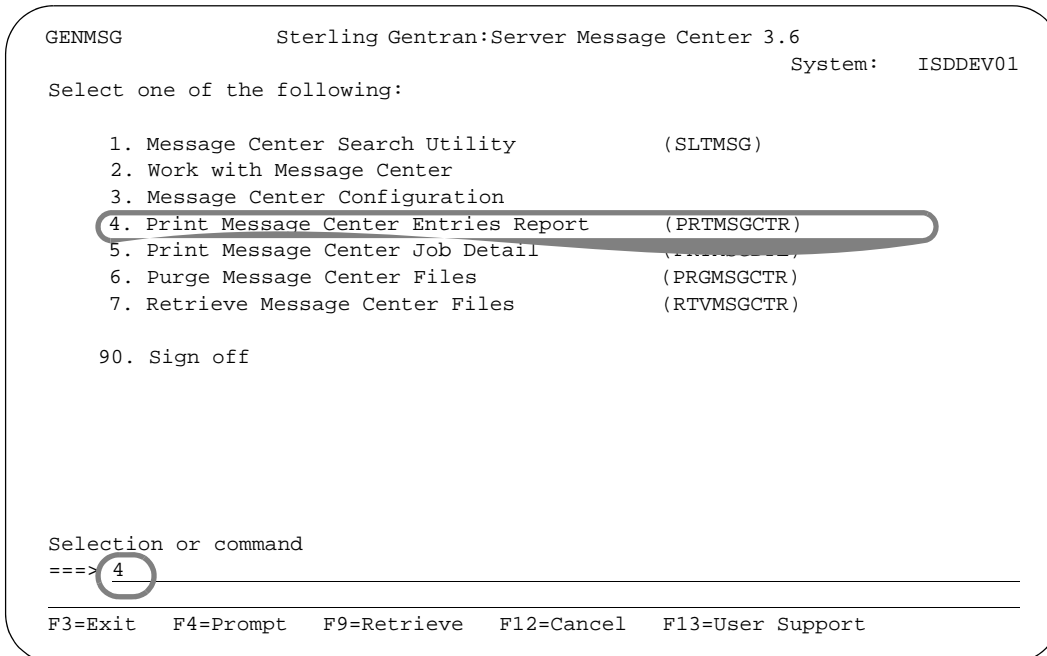 GENMSG Sterling Gentran:Server Message Center 3.6
System: ISDDEV01
Select one of the following:
1. Message Center Search Utility (SLTMSG)
2. Work with Message Center
3. Message Center Configuration
4. Print Message Center Entries Report (PRTMSGCTR)
5. Print Message Center Job Detail
6. Purge Message Center Files (PRGMSGCTR)
7. Retrieve Message Center Files (RTVMSGCTR)
90. Sign off
Selection or command
===> 4
F3=Exit F4=Prompt F9=Retrieve F12=Cancel F13=User Support